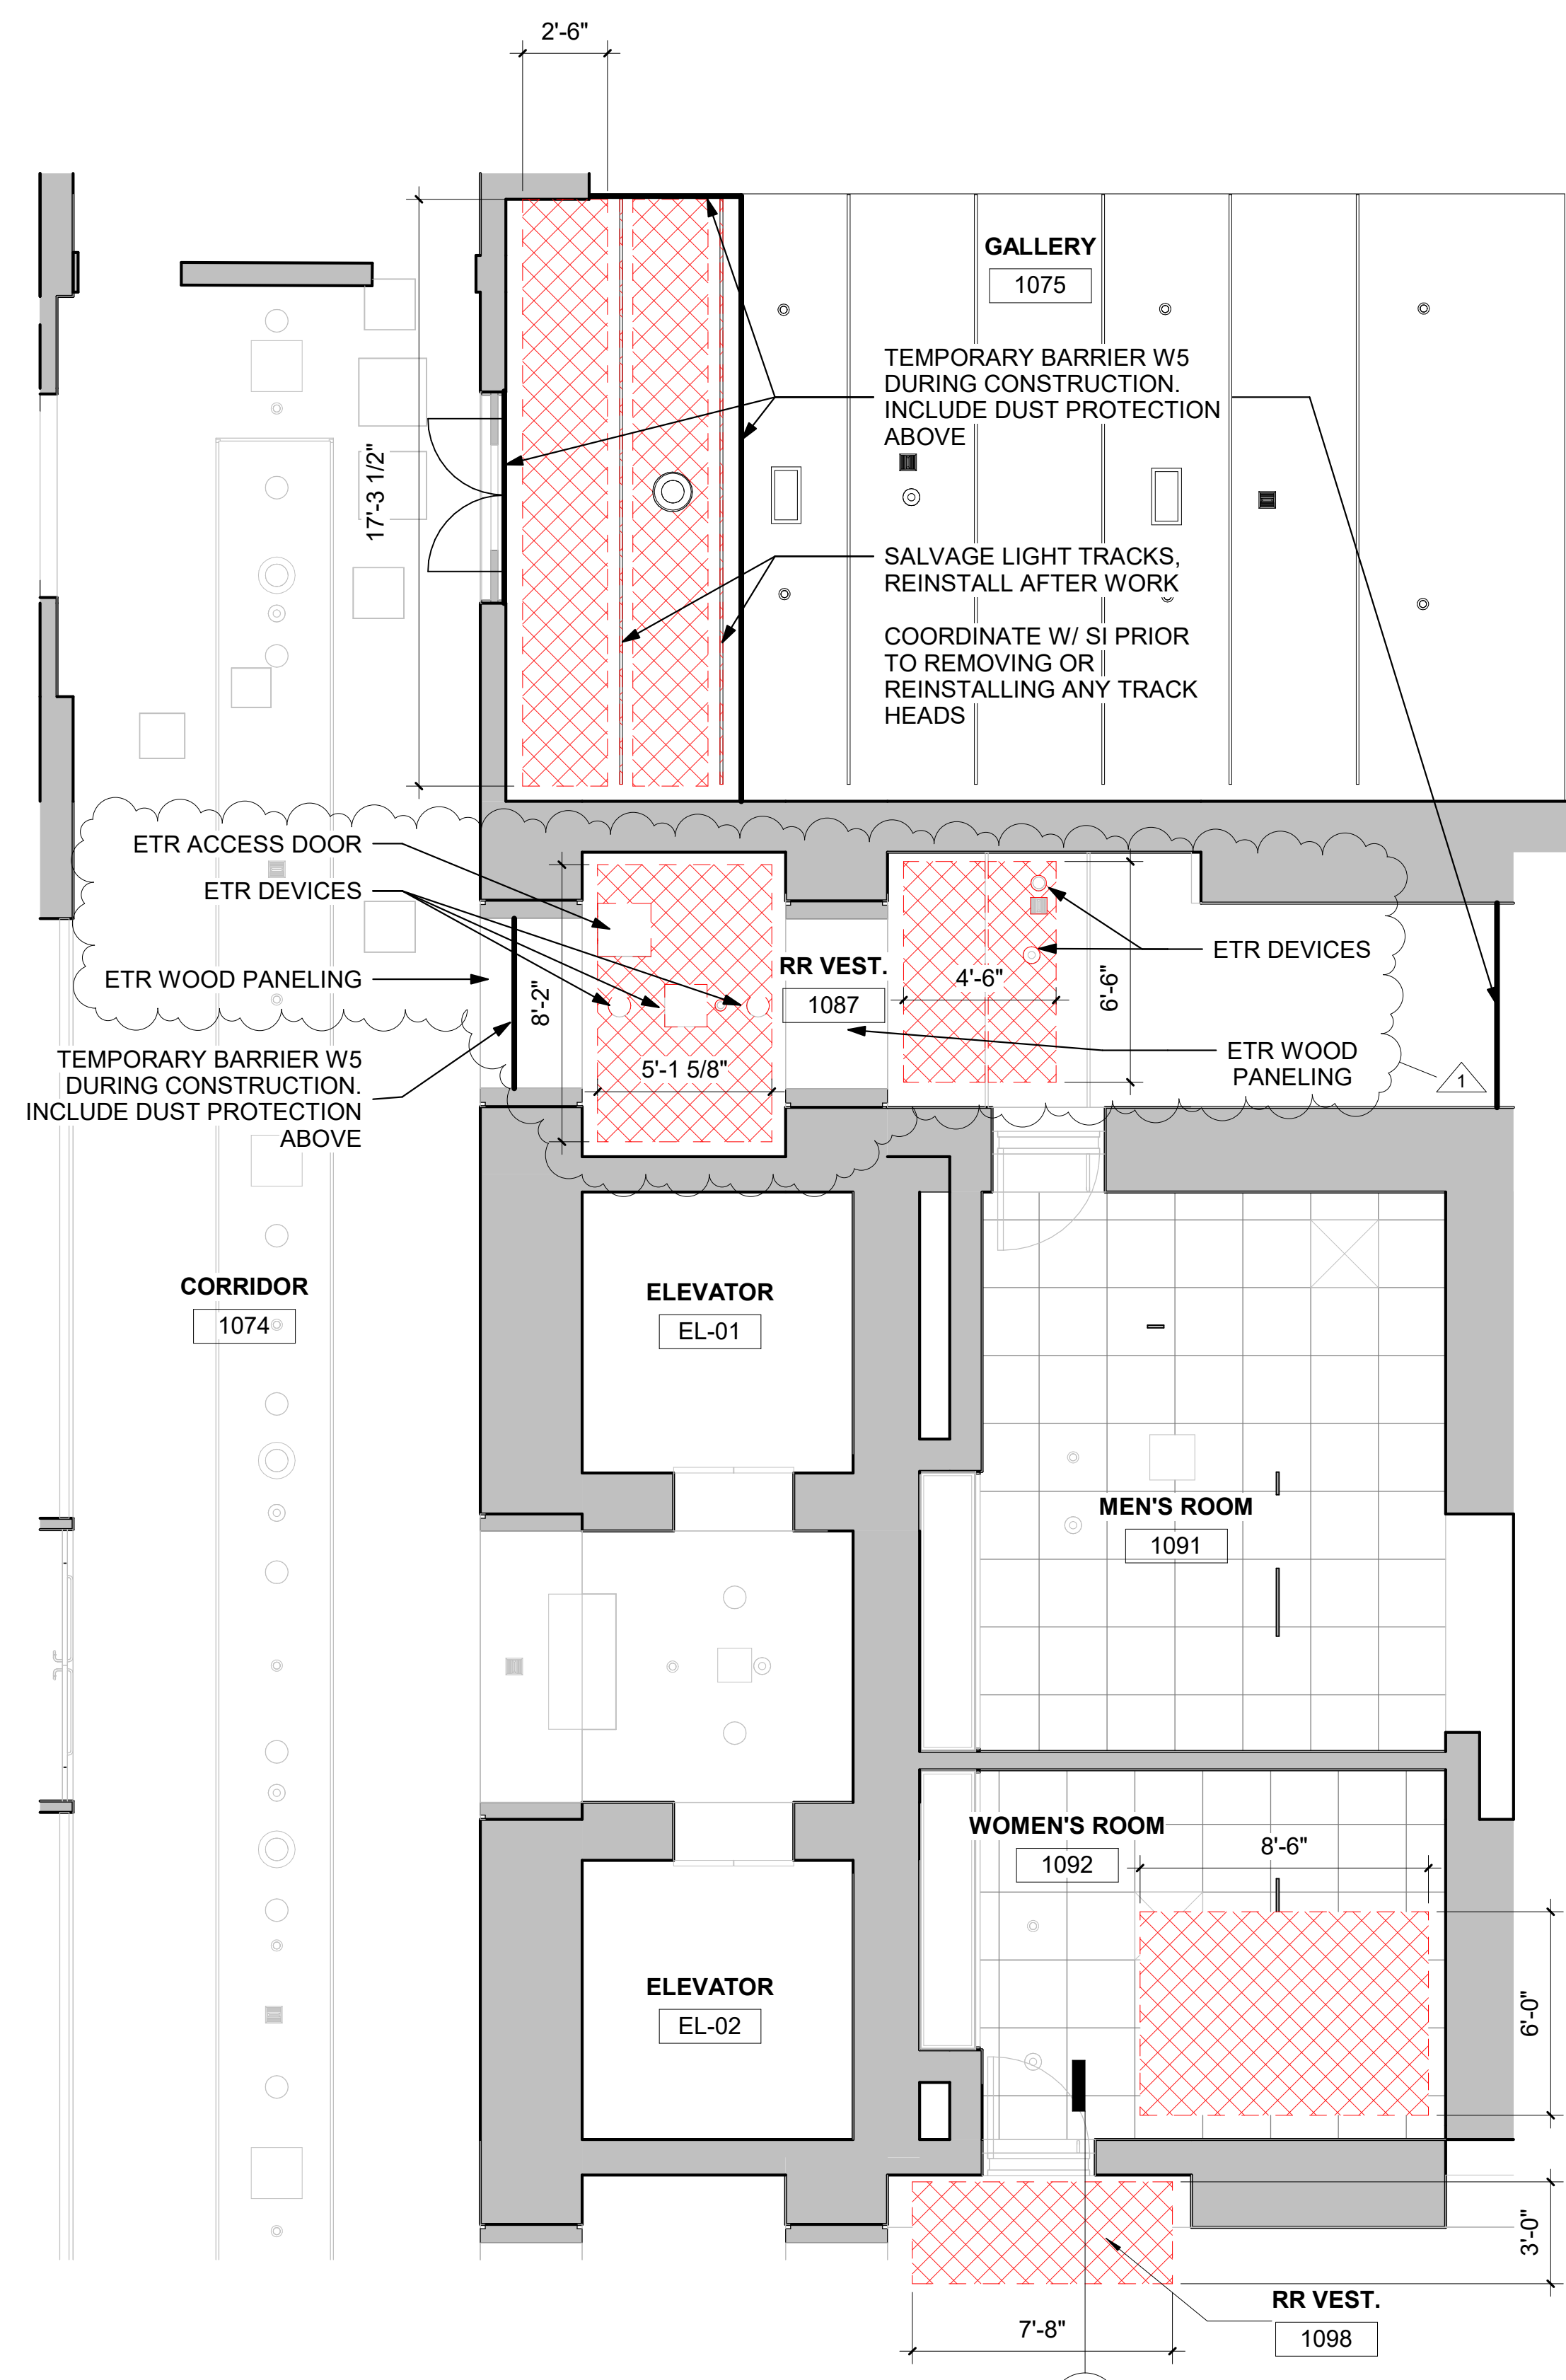 2'-6"
GALLERY
1075
TEMPORARY BARRIER W5
DURING CONSTRUCTION.
INCLUDE DUST PROTECTION
ABOVE
17'-3 1/2"
SALVAGE LIGHT TRACKS,
REINSTALL AFTER WORK
COORDINATE W/ SI PRIOR
TO REMOVING OR
REINSTALLING ANY TRACK
HEADS
ETR ACCESS DOOR
ETR DEVICES
ETR WOOD PANELING
TEMPORARY BARRIER W5
DURING CONSTRUCTION.
INCLUDE DUST PROTECTION
ABOVE
8'-2"
5'-1 5/8"
RR VEST.
1087
4'-6"
6'-6"
ETR DEVICES
ETR WOOD
PANELING
1
CORRIDOR
1074
ELEVATOR
EL-01
MEN'S ROOM
1091
WOMEN'S ROOM
1092
8'-6"
6'-0"
ELEVATOR
EL-02
3'-0"
7'-8"
RR VEST.
1098